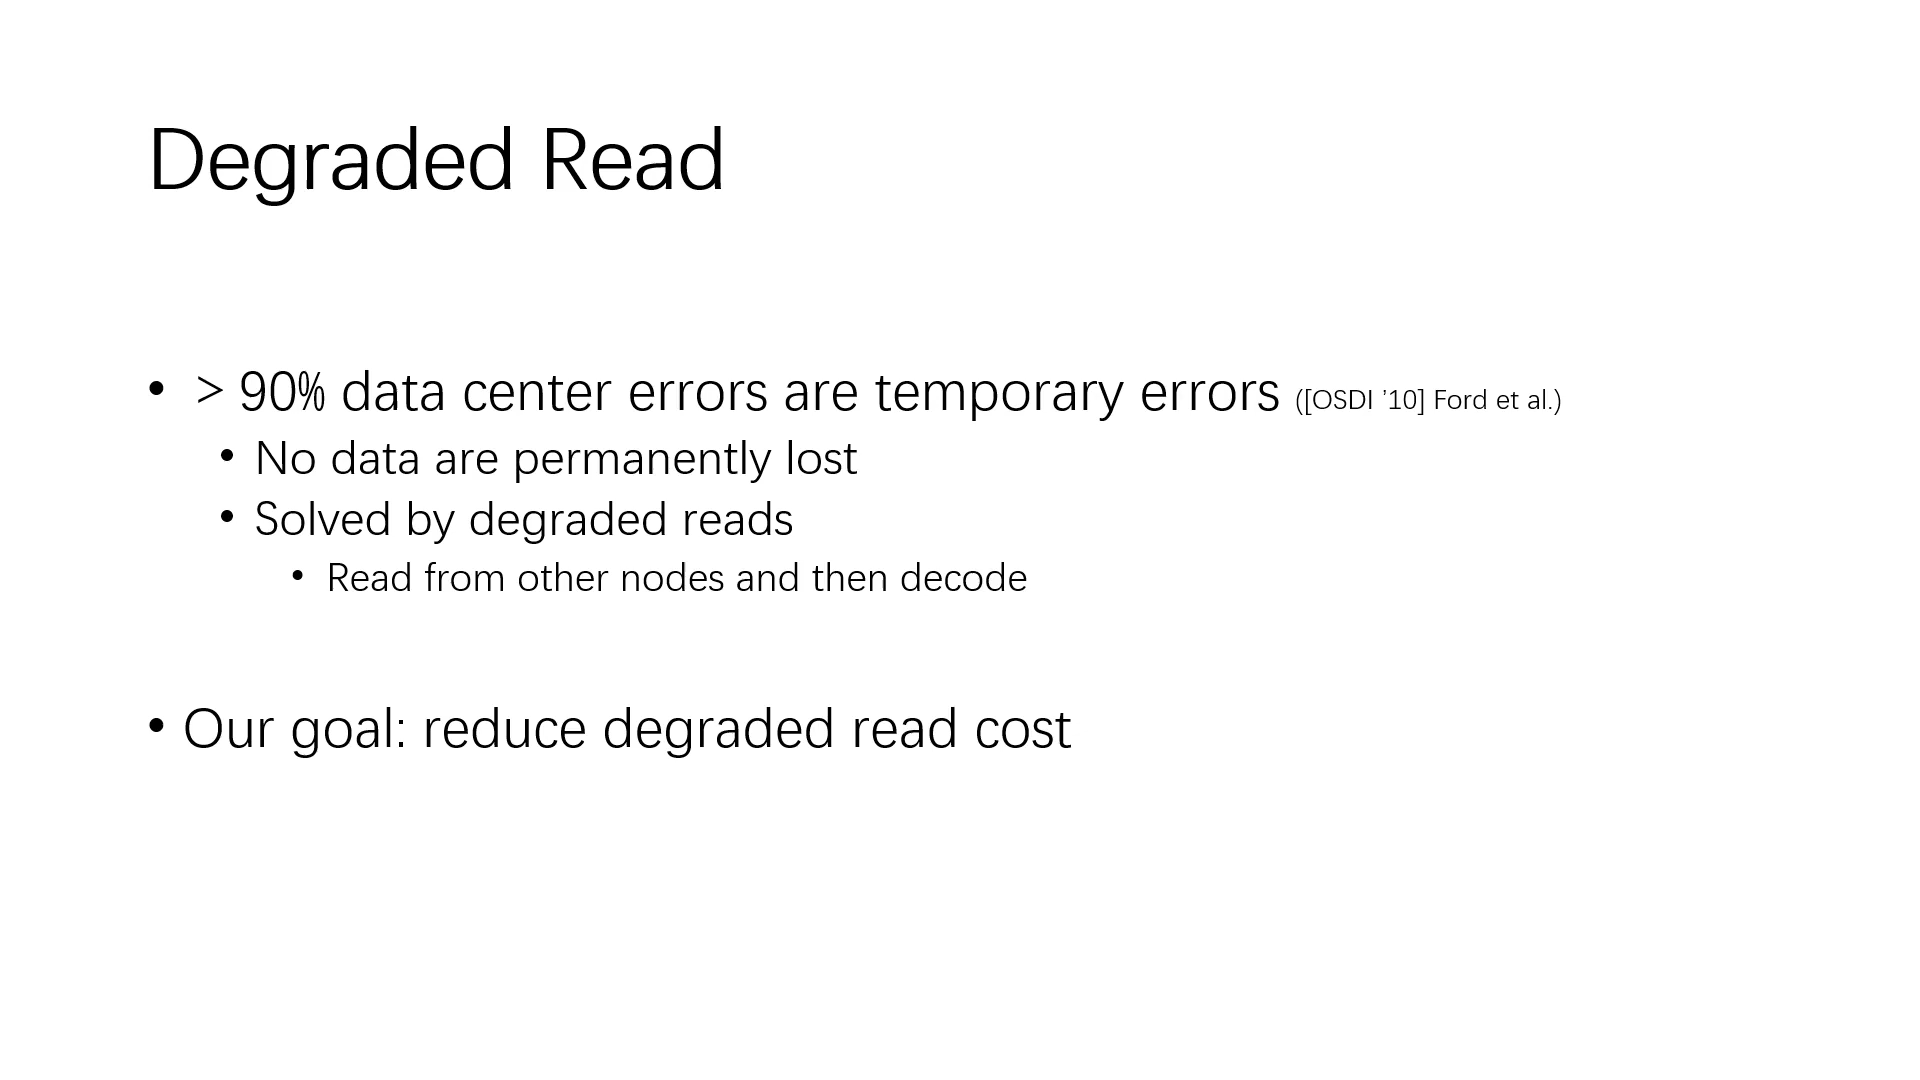 Degraded Read
• > 90% data center errors are temporary errors ([OSDI ’10] Ford et al.)
• No data are permanently lost
• Solved by degraded reads
• Read from other nodes and then decode
• Our goal: reduce degraded read cost